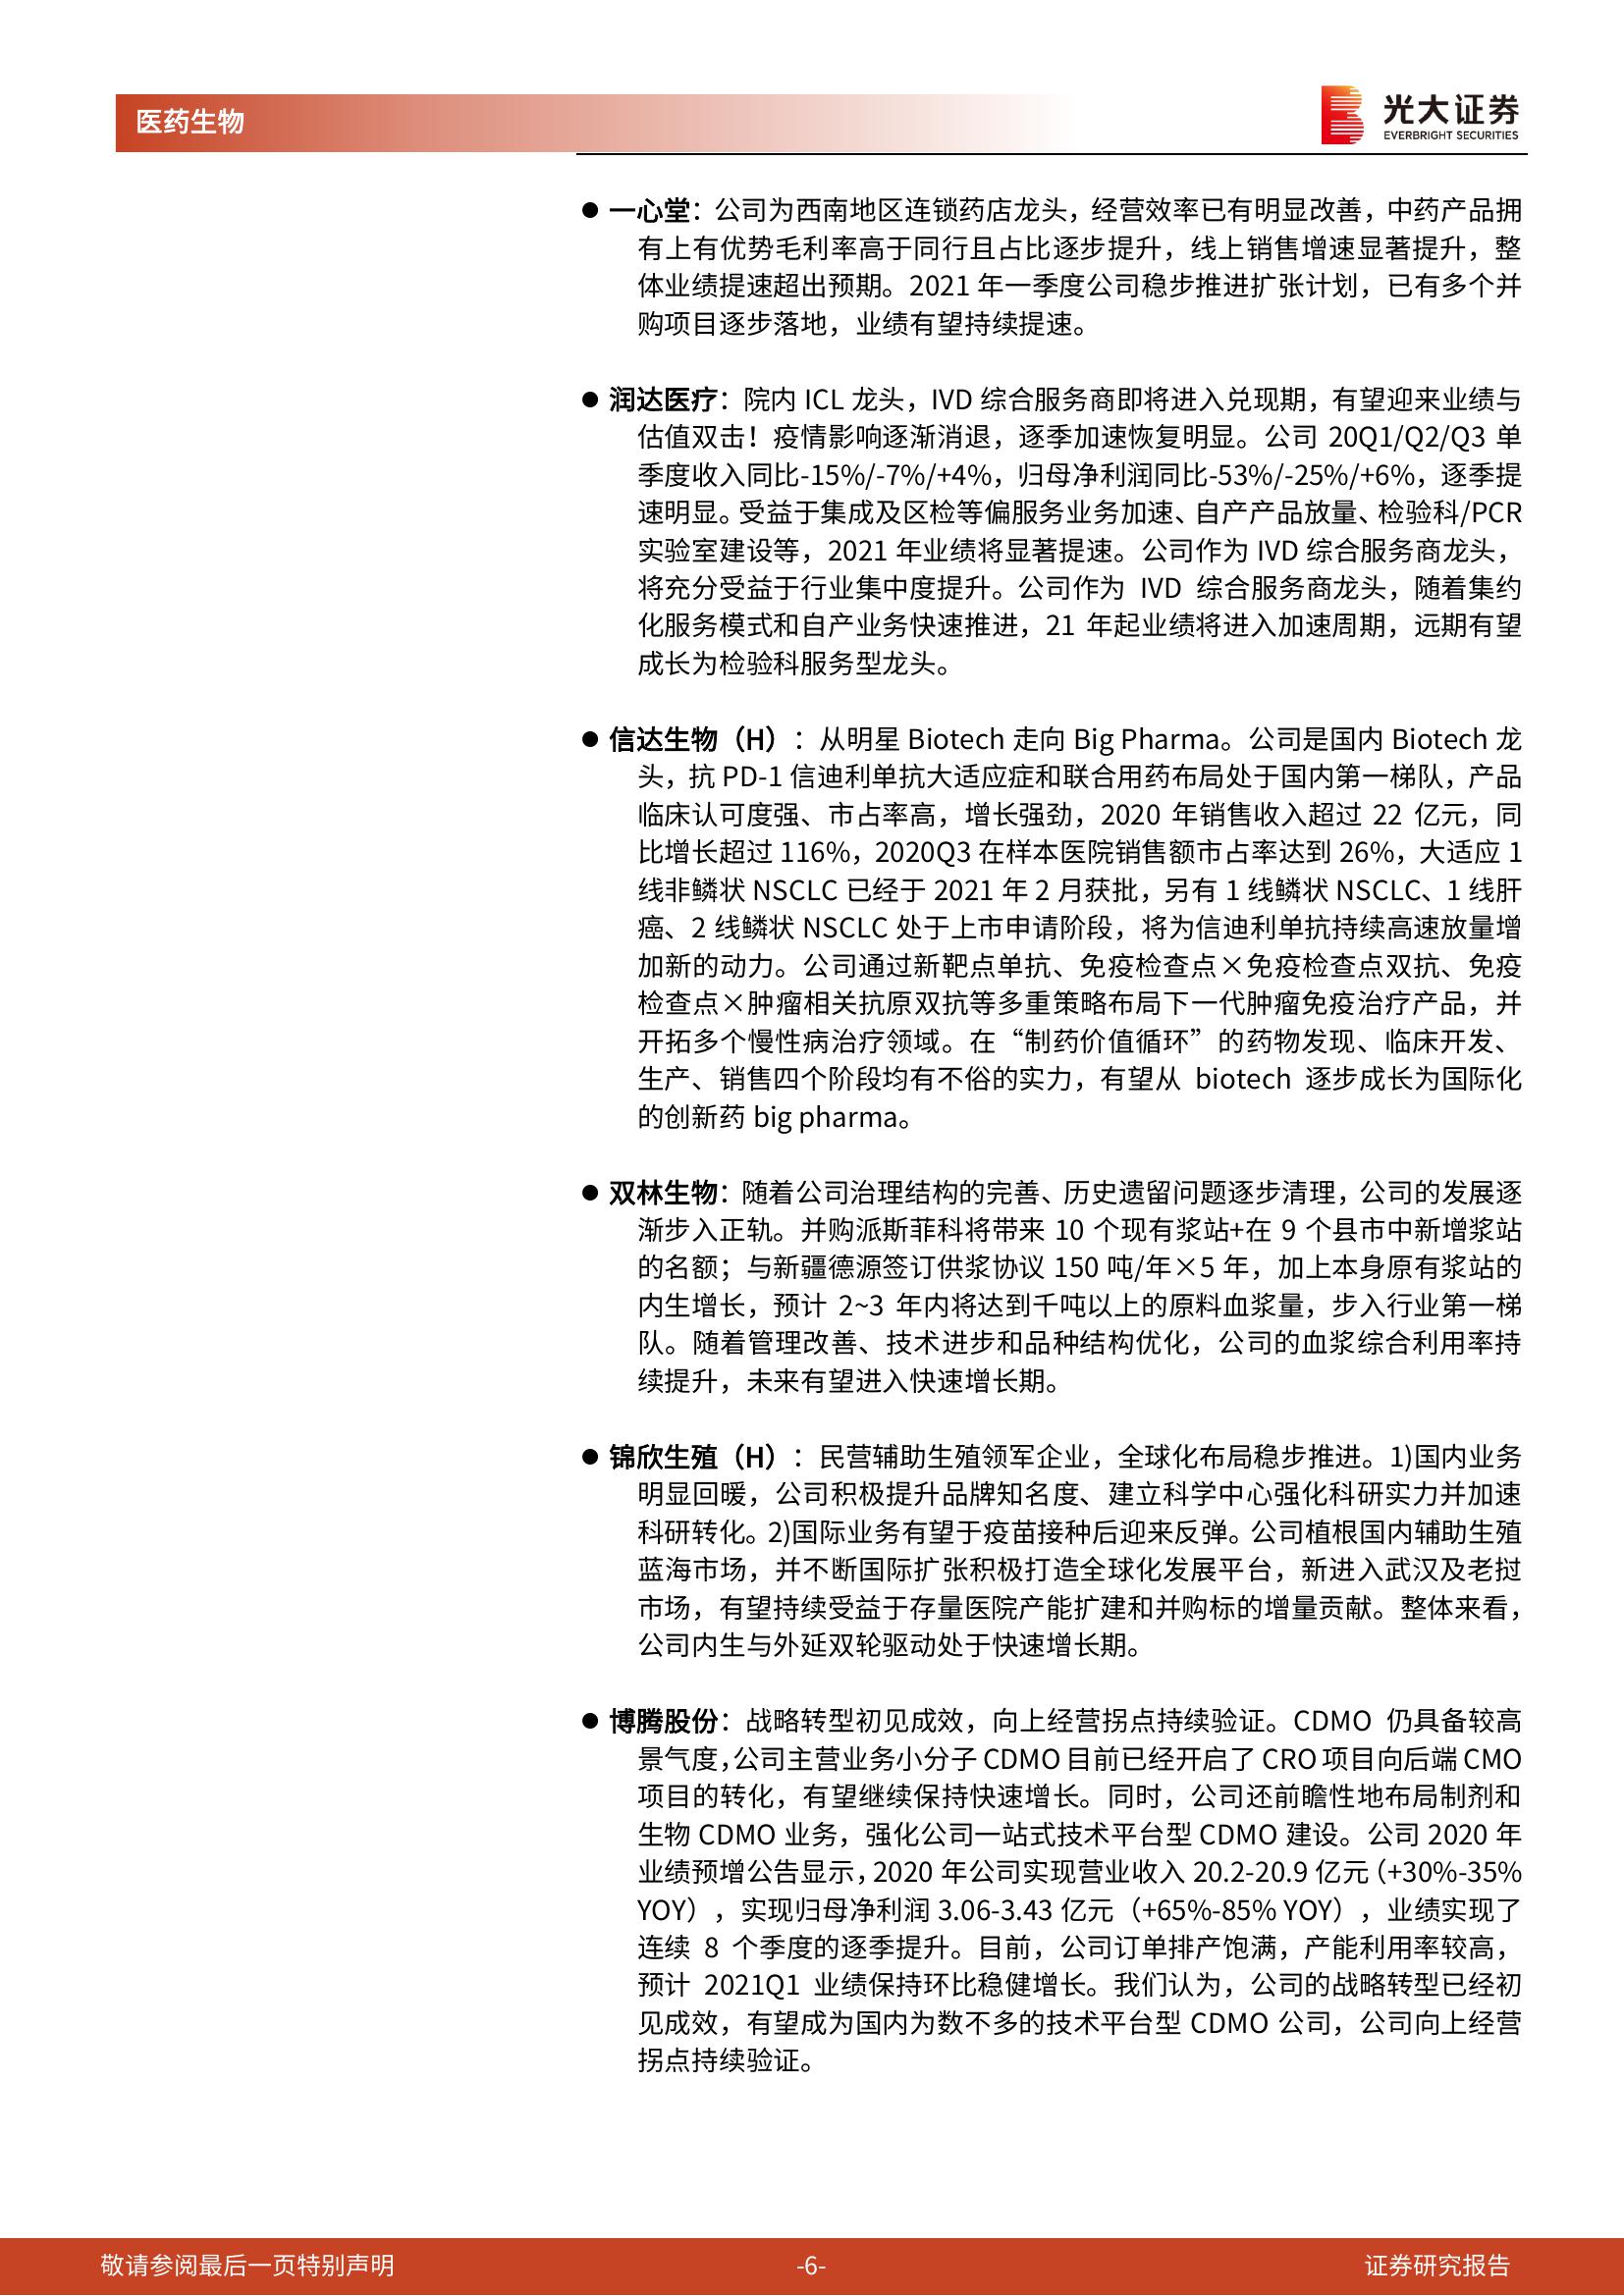 医药生物
光大证券
EVERBRIGHT SECURITIES
● 一心堂：公司为西南地区连锁药店龙头，经营效率已有明显改善，中药产品拥
有上有优势毛利率高于同行且占比逐步提升，线上销售增速显著提升，整
体业绩提速超出预期。2021 年一季度公司稳步推进扩张计划，已有多个并
购项目逐步落地，业绩有望持续提速。
● 润达医疗：院内 ICL 龙头，IVD 综合服务商即将进入兑现期，有望迎来业绩与
估值双击！疫情影响逐渐消退，逐季加速恢复明显。公司 20Q1/Q2/Q3 单
季度收入同比-15%/-7%/+4%，归母净利润同比-53%/-25%/+6%，逐季提
速明显。受益于集成及区检等偏服务业务加速、自产产品放量、检验科/PCR
实验室建设等，2021 年业绩将显著提速。公司作为 IVD 综合服务商龙头，
将充分受益于行业集中度提升。公司作为 IVD 综合服务商龙头，随着集约
化服务模式和自产业务快速推进，21 年起业绩将进入加速周期，远期有望
成长为检验科服务型龙头。
● 信达生物（H）：从明星 Biotech 走向 Big Pharma。公司是国内 Biotech 龙
头，抗 PD-1 信迪利单抗大适应症和联合用药布局处于国内第一梯队，产品
临床认可度强、市占率高，增长强劲，2020 年销售收入超过 22 亿元，同
比增长超过 116%，2020Q3 在样本医院销售额市占率达到 26%，大适应 1
线非鳞状 NSCLC 已经于 2021 年 2 月获批，另有 1 线鳞状 NSCLC、1 线肝
癌、2 线鳞状 NSCLC 处于上市申请阶段，将为信迪利单抗持续高速放量增
加新的动力。公司通过新靶点单抗、免疫检查点×免疫检查点双抗、免疫
检查点×肿瘤相关抗原双抗等多重策略布局下一代肿瘤免疫治疗产品，并
开拓多个慢性病治疗领域。在“制药价值循环”的药物发现、临床开发、
生产、销售四个阶段均有不俗的实力，有望从 biotech 逐步成长为国际化
的创新药 big pharma。
● 双林生物：随着公司治理结构的完善、历史遗留问题逐步清理，公司的发展逐
渐步入正轨。并购派斯菲科将带来 10 个现有浆站+在 9 个县市中新增浆站
的名额；与新疆德源签订供浆协议 150 吨/年×5 年，加上本身原有浆站的
内生增长，预计 2~3 年内将达到千吨以上的原料血浆量，步入行业第一梯
队。随着管理改善、技术进步和品种结构优化，公司的血浆综合利用率持
续提升，未来有望进入快速增长期。
● 锦欣生殖（H）：民营辅助生殖领军企业，全球化布局稳步推进。1)国内业务
明显回暖，公司积极提升品牌知名度、建立科学中心强化科研实力并加速
科研转化。2)国际业务有望于疫苗接种后迎来反弹。公司植根国内辅助生殖
蓝海市场，并不断国际扩张积极打造全球化发展平台，新进入武汉及老挝
市场，有望持续受益于存量医院产能扩建和并购标的增量贡献。整体来看，
公司内生与外延双轮驱动处于快速增长期。
● 博腾股份：战略转型初见成效，向上经营拐点持续验证。CDMO 仍具备较高
景气度，公司主营业务小分子 CDMO 目前已经开启了 CRO 项目向后端 CMO
项目的转化，有望继续保持快速增长。同时，公司还前瞻性地布局制剂和
生物 CDMO 业务，强化公司一站式技术平台型 CDMO 建设。公司 2020 年
业绩预增公告显示，2020 年公司实现营业收入 20.2-20.9 亿元（+30%-35%
YOY），实现归母净利润 3.06-3.43 亿元（+65%-85% YOY），业绩实现了
连续 8 个季度的逐季提升。目前，公司订单排产饱满，产能利用率较高，
预计 2021Q1 业绩保持环比稳健增长。我们认为，公司的战略转型已经初
见成效，有望成为国内为数不多的技术平台型 CDMO 公司，公司向上经营
拐点持续验证。
敬请参阅最后一页特别声明
-6-
证券研究报告